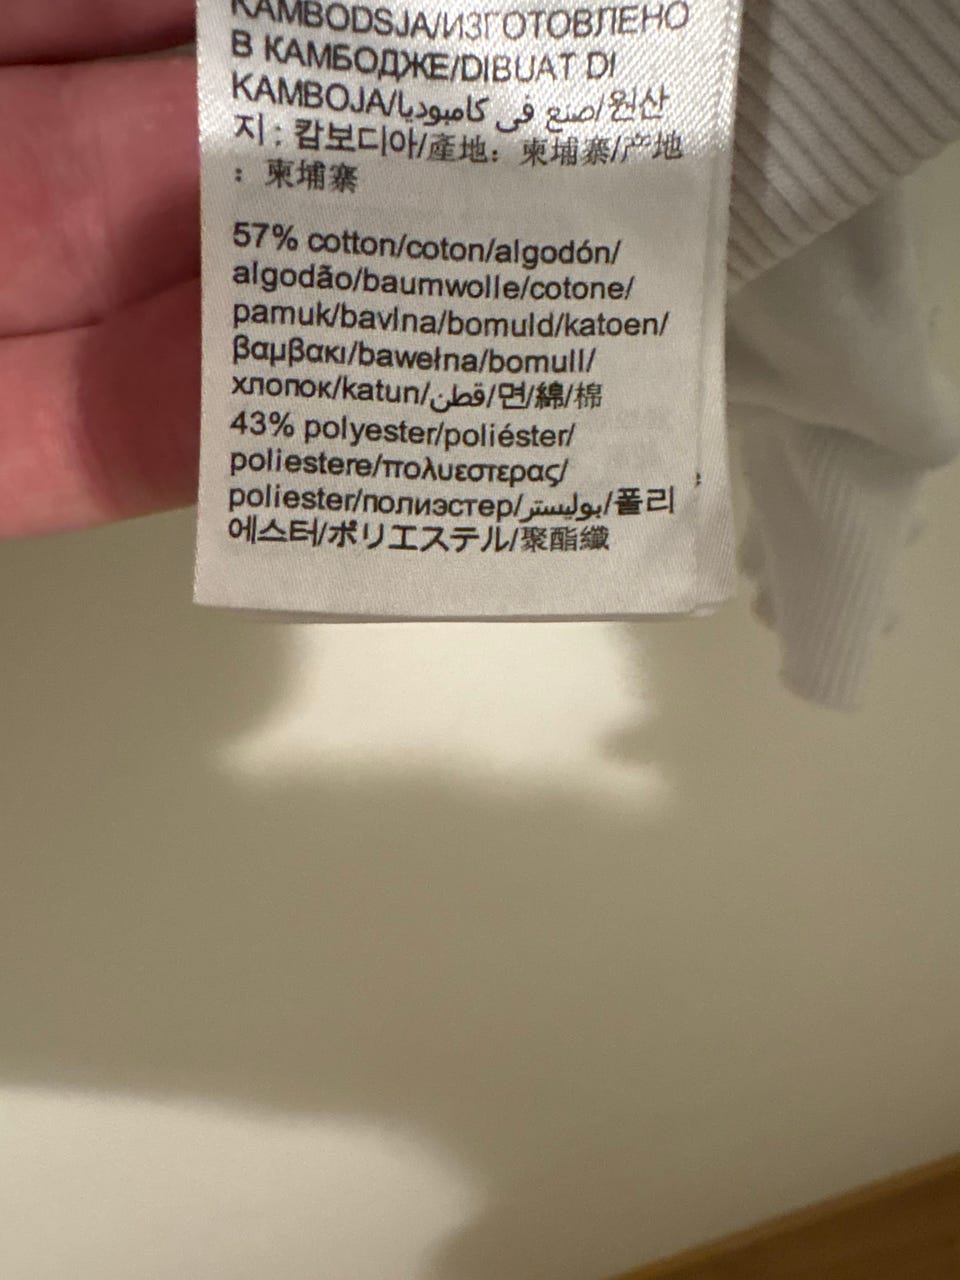 KAMBODSJA/ИЗГОТОВЛЕНО
В КАМБОДЖЕ/DIBUAT DI
KAMBOJA/صنع في كامبوديا/원산
지 : 캄보디아/產地：柬埔寨/产地
：柬埔寨
57% cotton/coton/algodón/
algodão/baumwolle/cotone/
pamuk/bavlna/bomuld/katoen/
βαμβακι/bawełna/bomull/
хлопок/katun/قطن/면/綿/棉
43% polyester/poliéster/
poliestere/πολυεστερας/
poliester/полиэстер/بوليستر/폴리
에스터/ポリエステル/聚酯纖